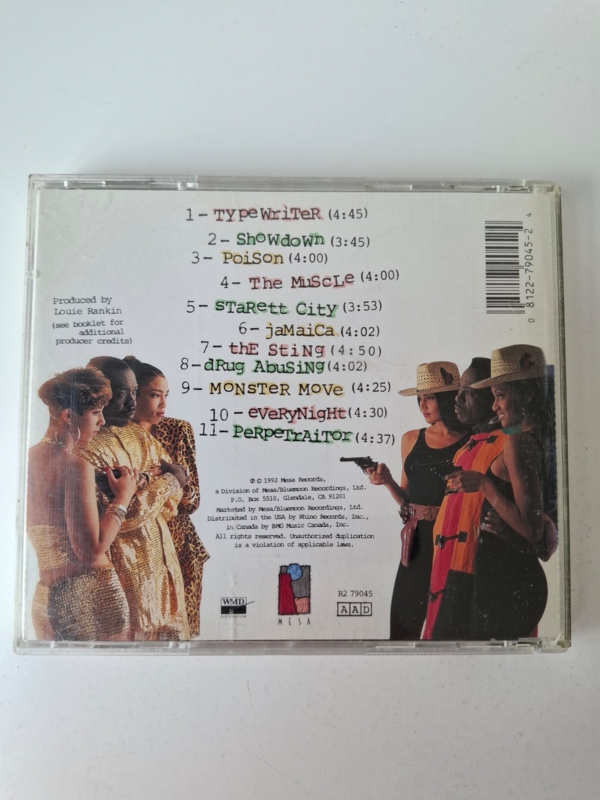 1- TYPeWRiTeR (4:45)
2- ShOWdOWn (3:45)
3- POiSOn (4:00)
4- The MuScLe (4:00)
5- STaRett City (3:53)
6- jaMaiCa (4:02)
7- thE STiNg (4:50)
8- dRUg AbuSiNg (4:02)
9- MONSTeR MOVe (4:25)
10- eVeRyNigHt (4:30)
11- PeRpeTRaiToR (4:37)
Produced by
Louie Rankin
(see booklet for
additional
producer credits)
℗ © 1992 Mesa Records,
a Division of Mesa/Bluemoon Recordings, Ltd.
P.O. Box 5510, Glendale, CA 91201
Marketed by Mesa/Bluemoon Recordings, Ltd.
Distributed in the USA by Rhino Records, Inc.,
in Canada by BMG Music Canada, Inc.
All rights reserved. Unauthorized duplication
is a violation of applicable laws.
WMD
MESA
R2 79045
AAD
0 8122-79045-2 4